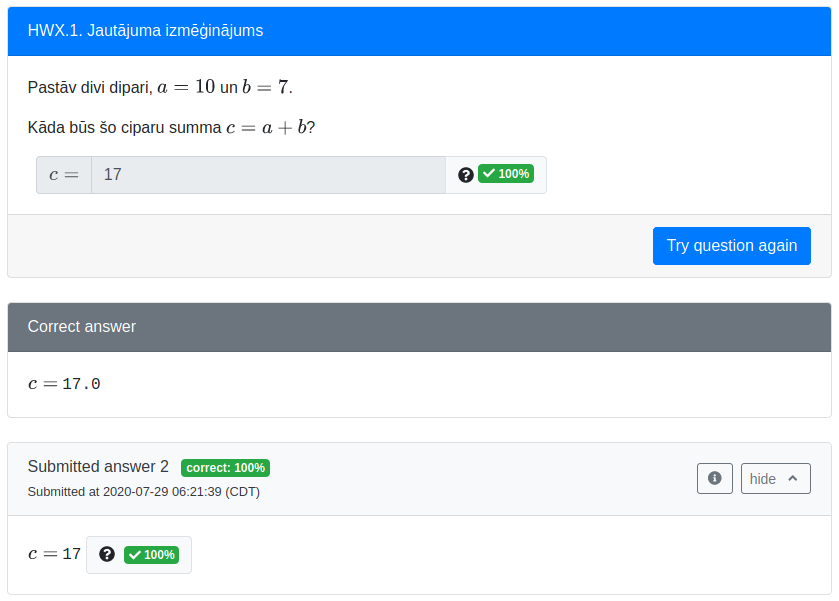 HWX.1. Jautājuma izmēģinājums
Pastāv divi dipari, a = 10 un b = 7.
Kāda būs šo ciparu summa c = a + b?
c = 17 100%
Try question again
Correct answer
c = 17.0
Submitted answer 2 correct: 100%
Submitted at 2020-07-29 06:21:39 (CDT)
hide
c = 17 100%